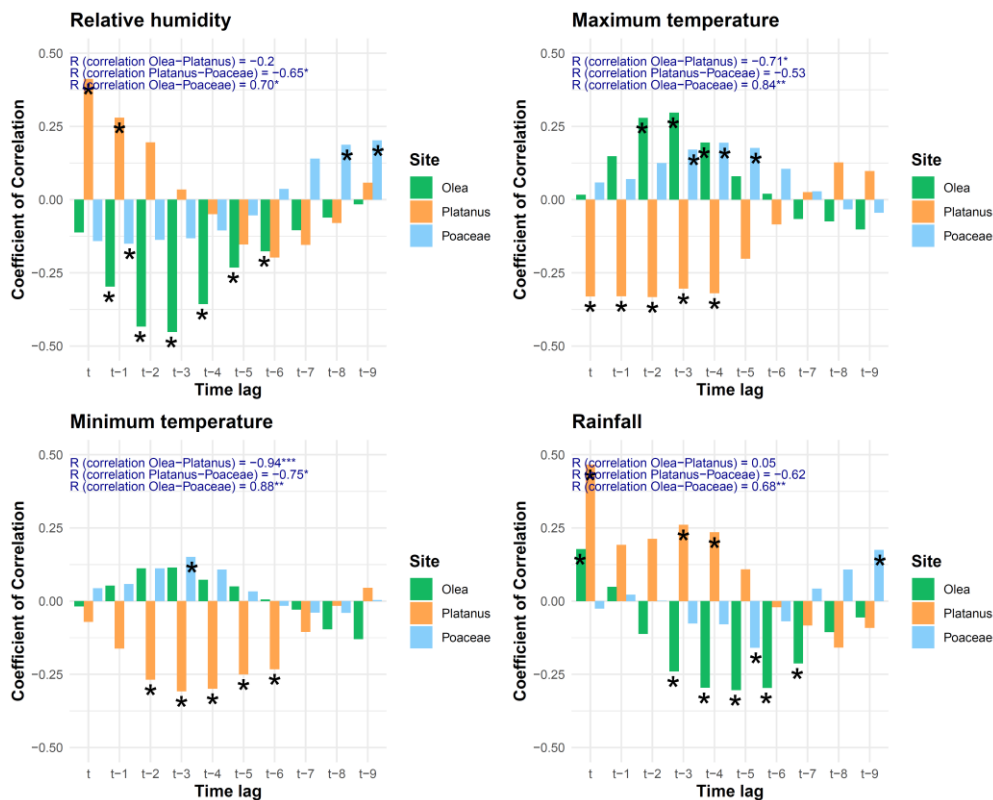 Relative humidity
R (correlation Olea−Platanus) = −0.2
R (correlation Platanus−Poaceae) = −0.65*
R (correlation Olea−Poaceae) = 0.70*
Coefficient of Correlation
0.50
0.25
0.00
−0.25
−0.50
t t−1 t−2 t−3 t−4 t−5 t−6 t−7 t−8 t−9
Time lag
Site
Olea
Platanus
Poaceae
Maximum temperature
R (correlation Olea−Platanus) = −0.71*
R (correlation Platanus−Poaceae) = −0.53
R (correlation Olea−Poaceae) = 0.84**
Coefficient of Correlation
0.50
0.25
0.00
−0.25
−0.50
t t−1 t−2 t−3 t−4 t−5 t−6 t−7 t−8 t−9
Time lag
Site
Olea
Platanus
Poaceae
Minimum temperature
R (correlation Olea−Platanus) = −0.94***
R (correlation Platanus−Poaceae) = −0.75*
R (correlation Olea−Poaceae) = 0.88**
Coefficient of Correlation
0.50
0.25
0.00
−0.25
−0.50
t t−1 t−2 t−3 t−4 t−5 t−6 t−7 t−8 t−9
Time lag
Site
Olea
Platanus
Poaceae
Rainfall
R (correlation Olea−Platanus) = 0.05
R (correlation Platanus−Poaceae) = −0.62
R (correlation Olea−Poaceae) = 0.68**
Coefficient of Correlation
0.50
0.25
0.00
−0.25
−0.50
t t−1 t−2 t−3 t−4 t−5 t−6 t−7 t−8 t−9
Time lag
Site
Olea
Platanus
Poaceae